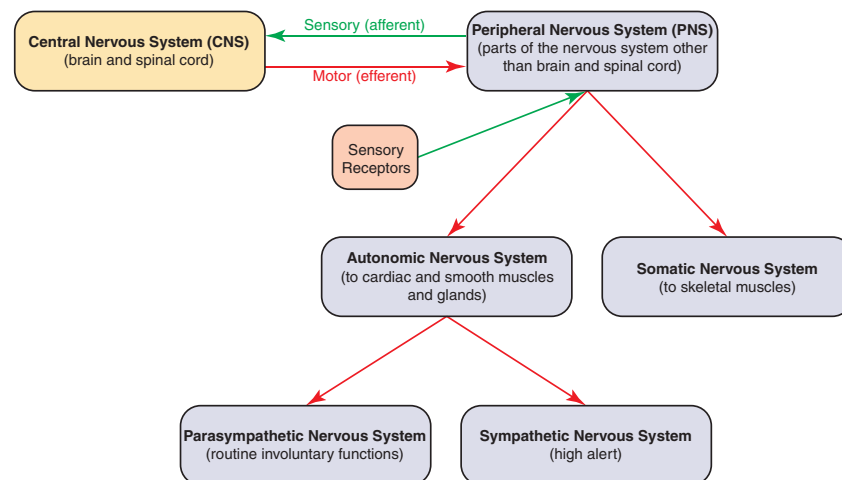 Central Nervous System (CNS)
(brain and spinal cord)
Sensory (afferent)
Motor (efferent)
Peripheral Nervous System (PNS)
(parts of the nervous system other
than brain and spinal cord)
Sensory
Receptors
Autonomic Nervous System
(to cardiac and smooth muscles
and glands)
Somatic Nervous System
(to skeletal muscles)
Parasympathetic Nervous System
(routine involuntary functions)
Sympathetic Nervous System
(high alert)